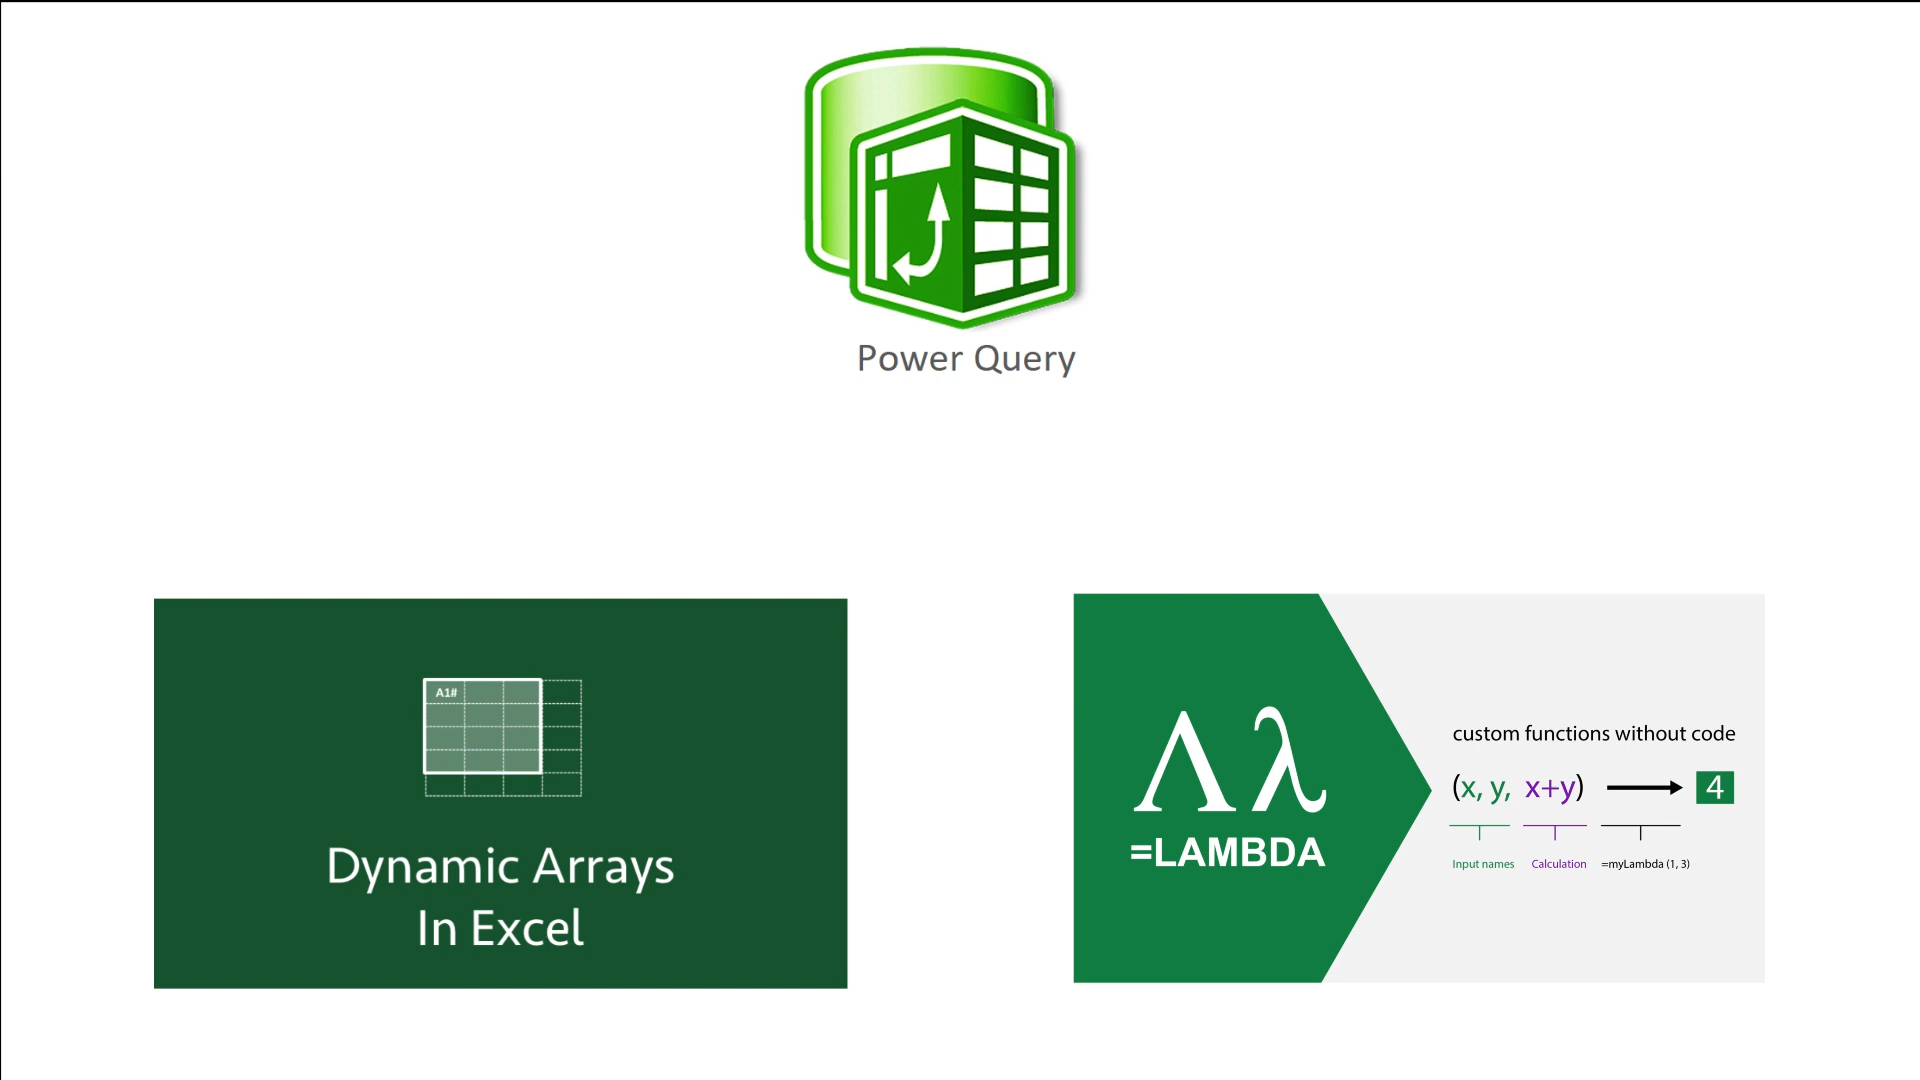 Power Query
A1#
Dynamic Arrays
In Excel
Λλ
=LAMBDA
custom functions without code
(x, y, x+y) 4
Input names Calculation =myLambda (1, 3)